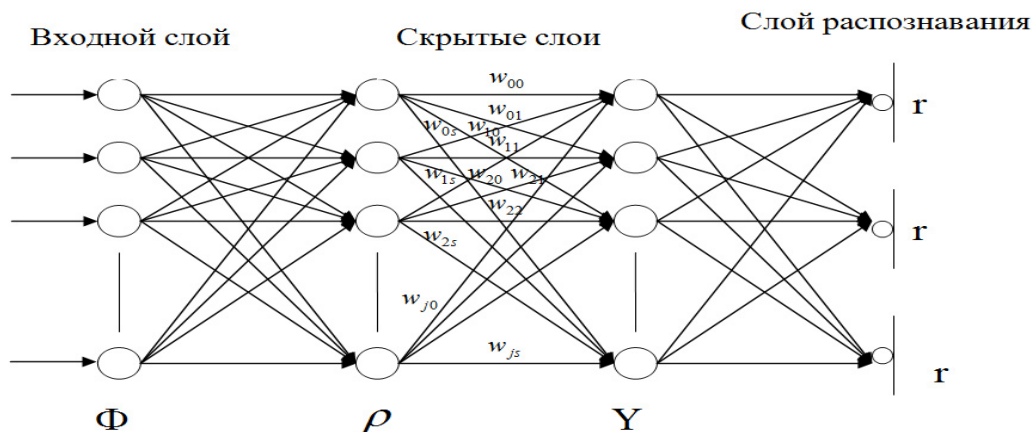 Входной слой
Скрытые слои
Слой распознавания
w00
w01
w0s w10
w11
w1s w20 w21
w22
w2s
wj0
wjs
r
r
r
Φ ρ Y